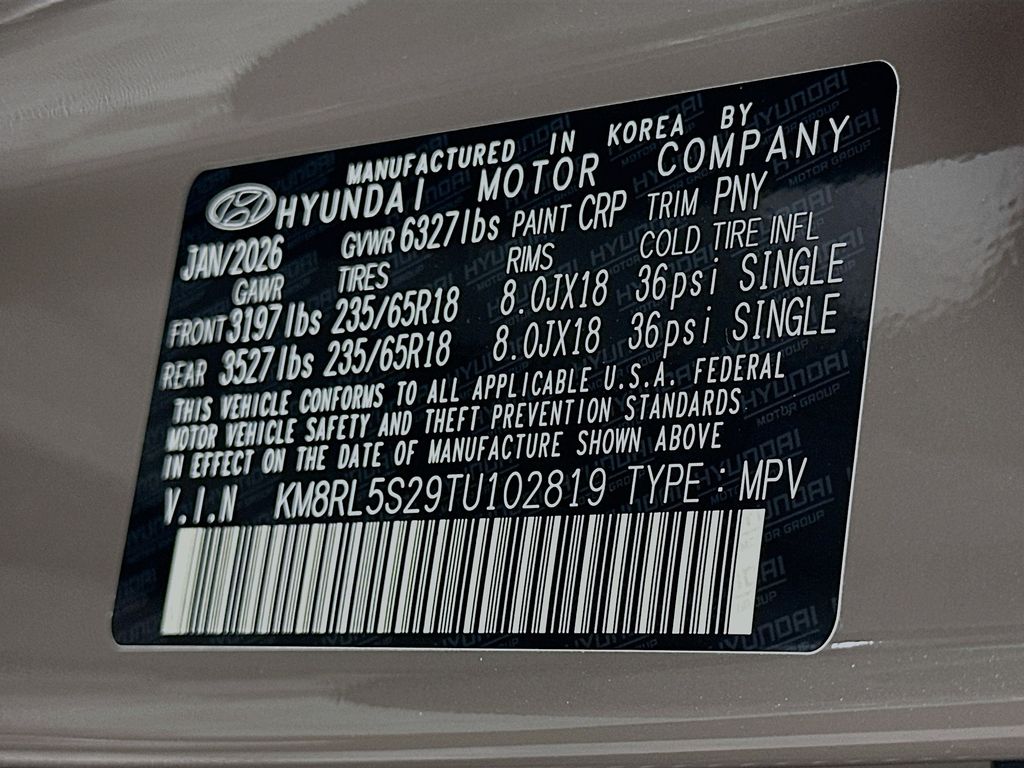 MANUFACTURED IN KOREA BY
HYUNDAI MOTOR COMPANY
JAN/2026 GVWR 6327lbs PAINT CRP TRIM PNY
GAWR TIRES RIMS COLD TIRE INFL
FRONT 3197lbs 235/65R18 8.0JX18 36psi SINGLE
REAR 3527lbs 235/65R18 8.0JX18 36psi SINGLE
THIS VEHICLE CONFORMS TO ALL APPLICABLE U.S.A. FEDERAL
MOTOR VEHICLE SAFETY AND THEFT PREVENTION STANDARDS
IN EFFECT ON THE DATE OF MANUFACTURE SHOWN ABOVE
V.I.N KM8RL5S29TU102819 TYPE : MPV